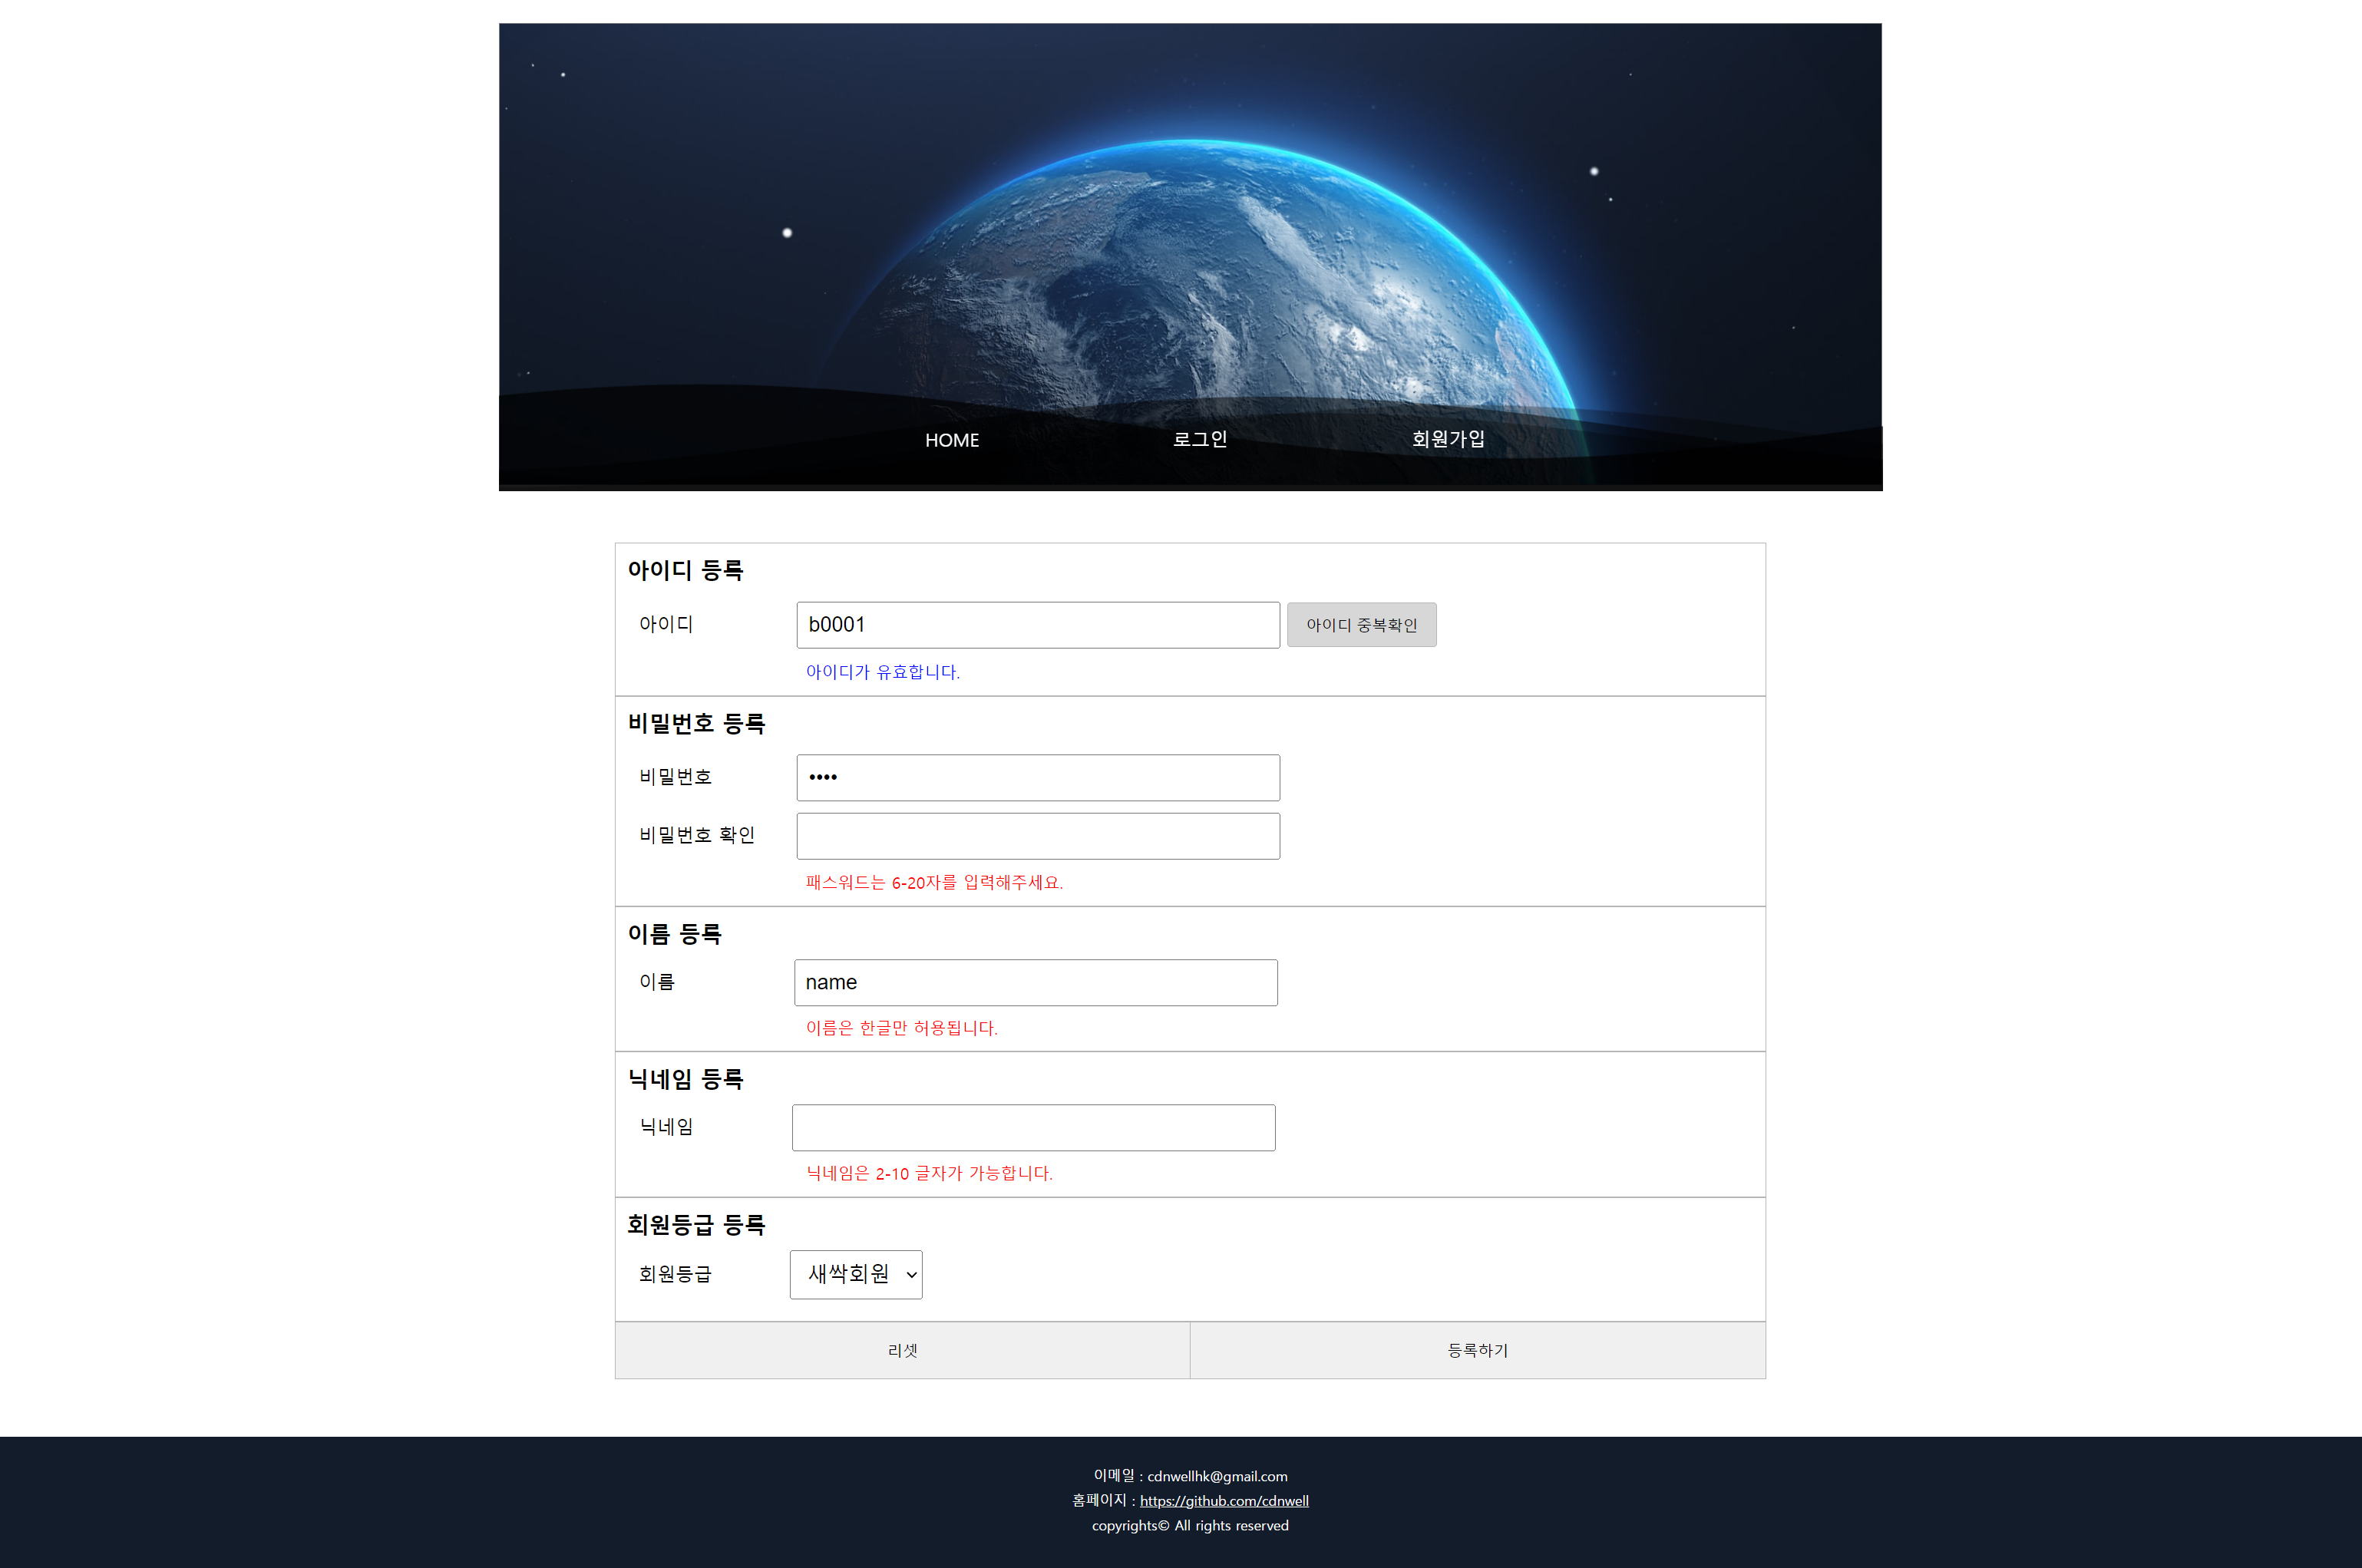 HOME 로그인 회원가입
아이디 등록
아이디 b0001 아이디 중복확인
아이디가 유효합니다.
비밀번호 등록
비밀번호 ••••
비밀번호 확인
패스워드는 6-20자를 입력해주세요.
이름 등록
이름 name
이름은 한글만 허용됩니다.
닉네임 등록
닉네임
닉네임은 2-10 글자가 가능합니다.
회원등급 등록
회원등급 새싹회원
리셋 등록하기
이메일 : cdnwellhk@gmail.com
홈페이지 : https://github.com/cdnwell
copyrights© All rights reserved